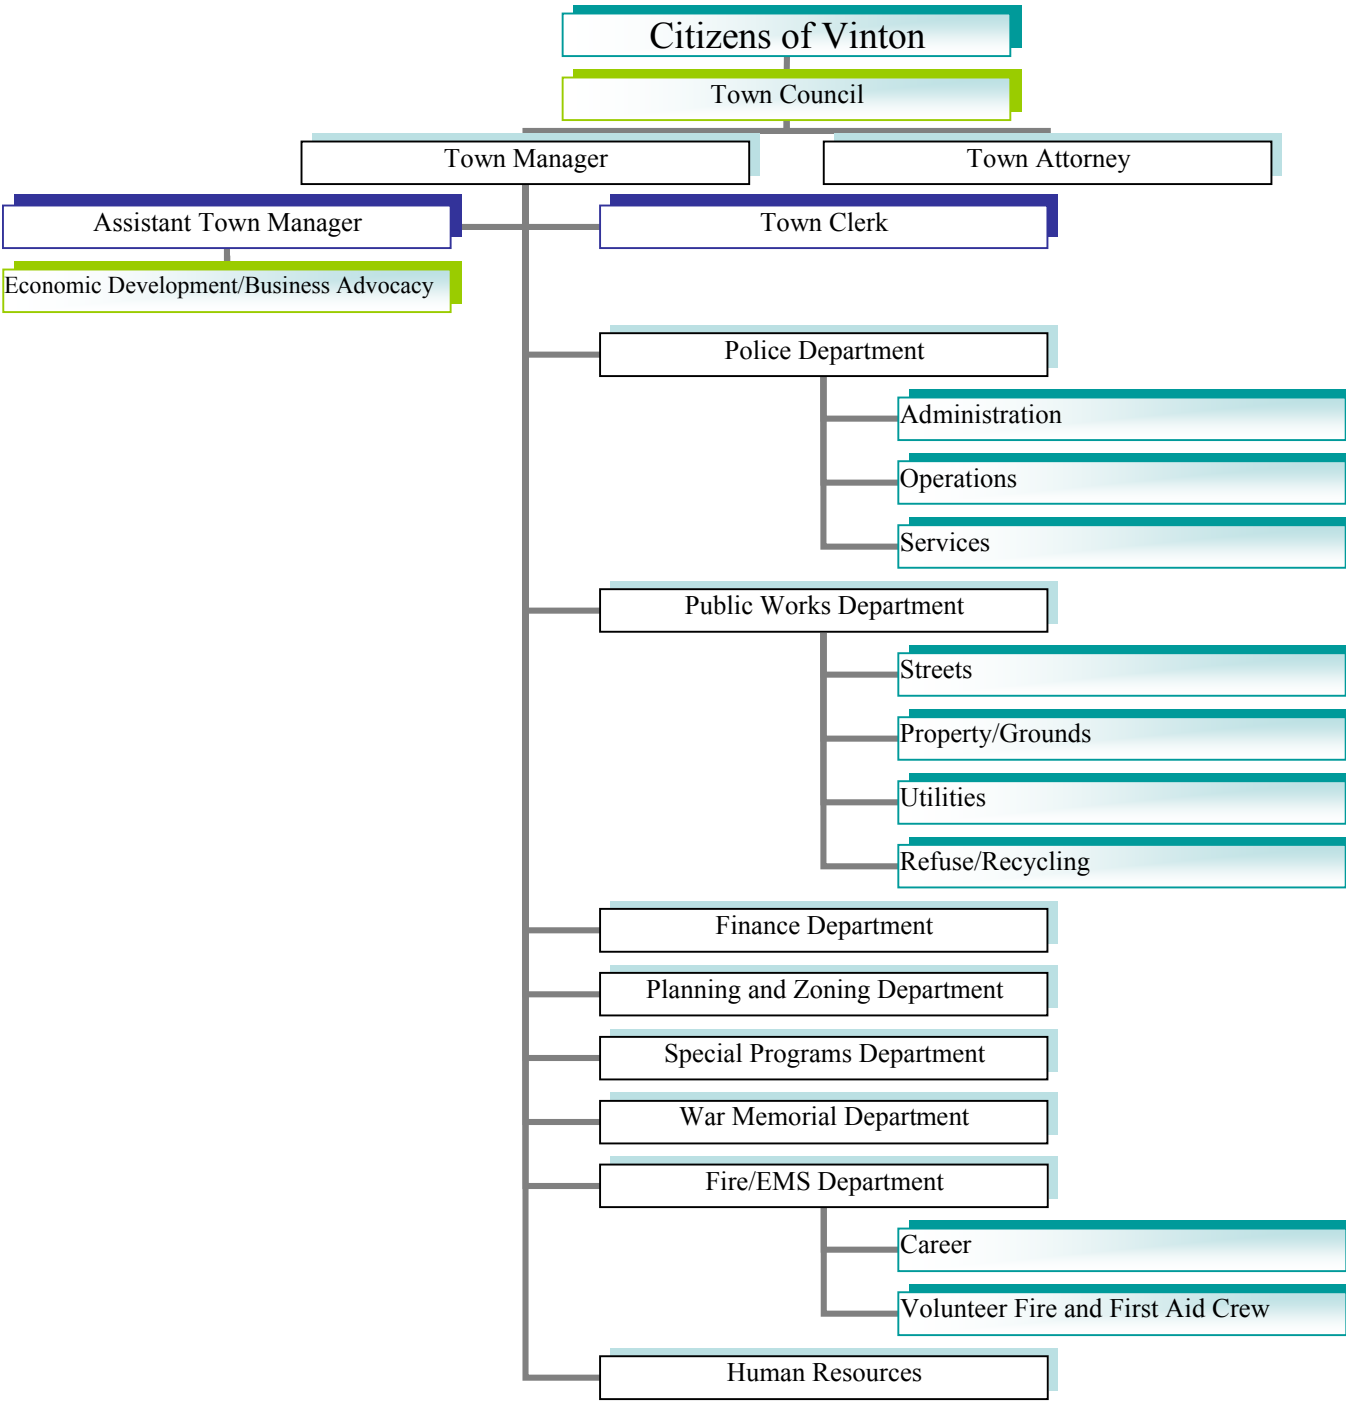 Citizens of Vinton
Town Council
Town Manager
Town Attorney
Assistant Town Manager
Town Clerk
Economic Development/Business Advocacy
Police Department
Administration
Operations
Services
Public Works Department
Streets
Property/Grounds
Utilities
Refuse/Recycling
Finance Department
Planning and Zoning Department
Special Programs Department
War Memorial Department
Fire/EMS Department
Career
Volunteer Fire and First Aid Crew
Human Resources